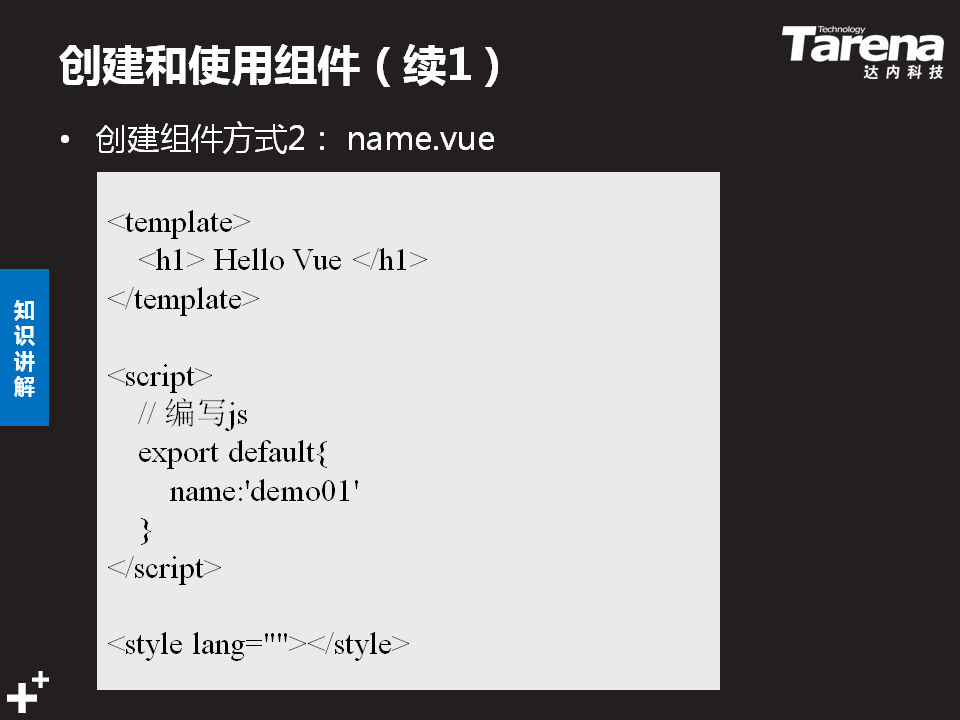 创建和使用组件（续1）
Technology
Tarena
达内科技
• 创建组件方式2： name.vue
<template>
<h1> Hello Vue </h1>
</template>
<script>
// 编写js
export default{
name:'demo01'
}
</script>
<style lang=""></style>
知识讲解